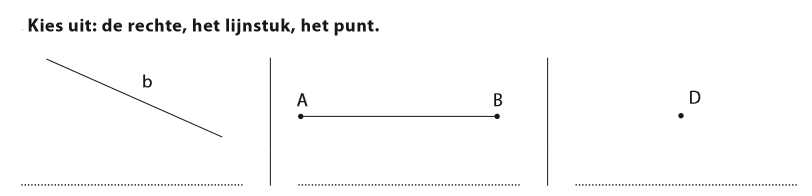 Kies uit: de rechte, het lijnstuk, het punt.
b
A B
D